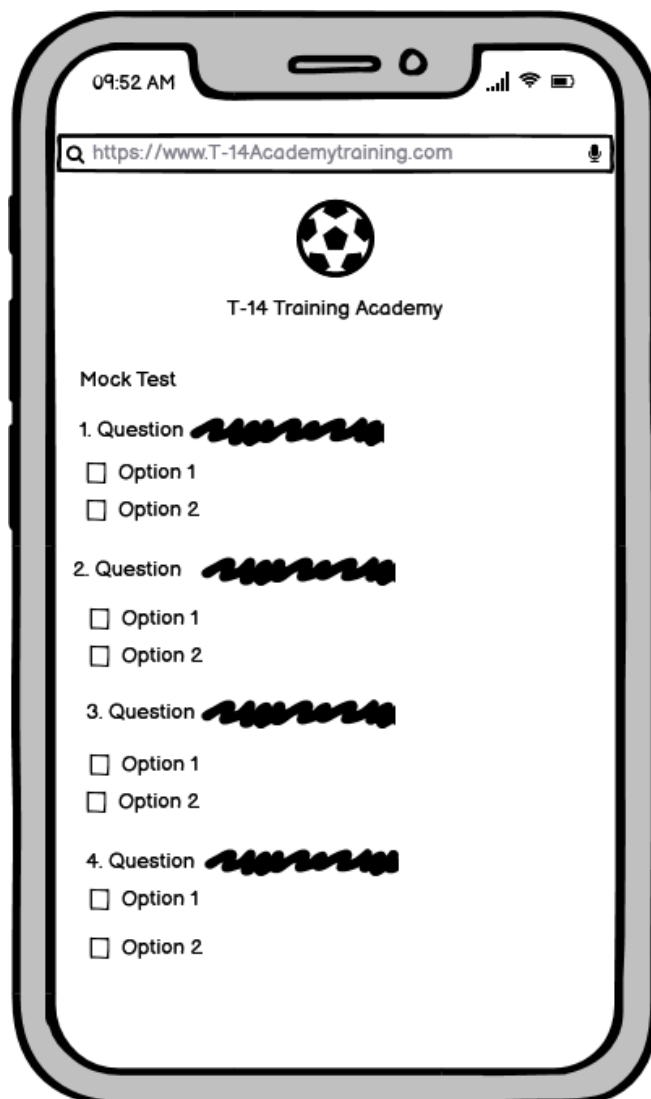 09:52 AM
https://www.T-14Academytraining.com
T-14 Training Academy
Mock Test
1. Question
Option 1
Option 2
2. Question
Option 1
Option 2
3. Question
Option 1
Option 2
4. Question
Option 1
Option 2